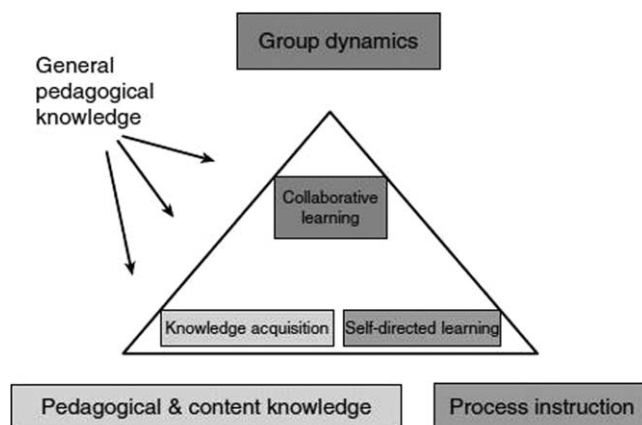 Group dynamics
General
pedagogical
knowledge
Collaborative
learning
Knowledge acquisition
Self-directed learning
Pedagogical & content knowledge
Process instruction